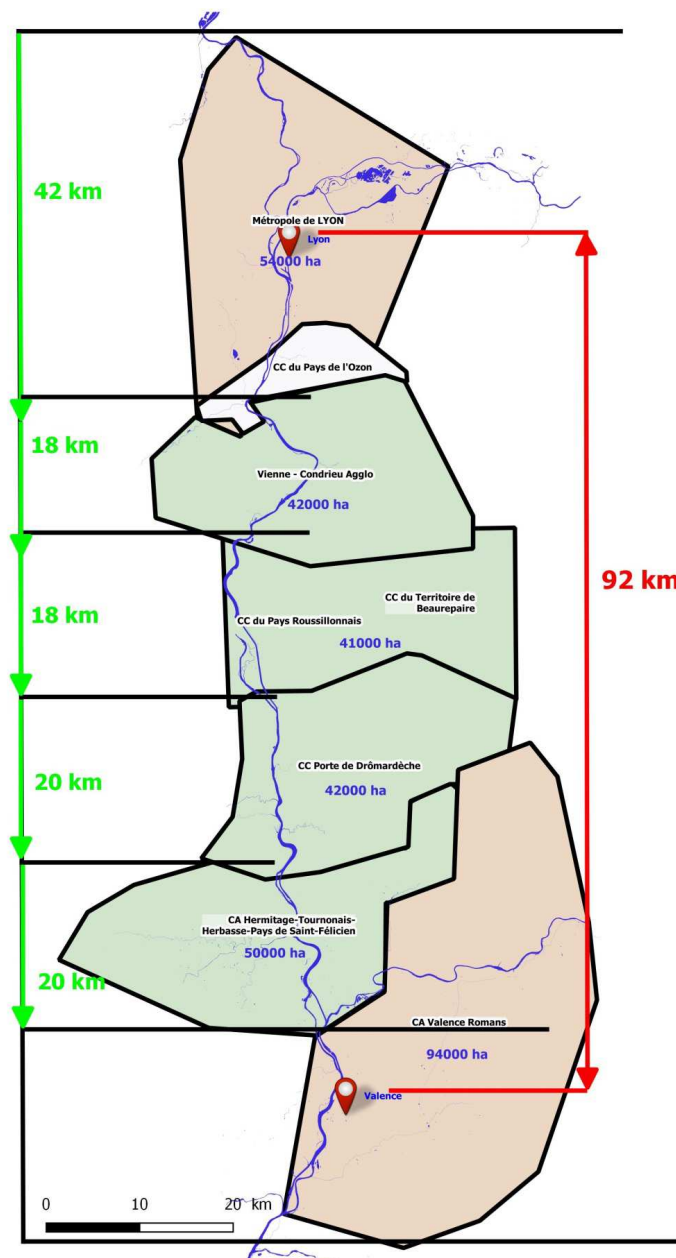 42 km
Métropole de LYON
Lyon
54000 ha
CC du Pays de l'Ozon
18 km
Vienne - Condrieu Agglo
42000 ha
92 km
CC du Territoire de
Beaurepaire
18 km
CC du Pays Roussillonnais
41000 ha
CC Porte de Drômardèche
20 km
42000 ha
CA Hermitage-Tournonais-
Herbasse-Pays de Saint-Félicien
50000 ha
20 km
CA Valence Romans
94000 ha
Valence
0 10 20 km